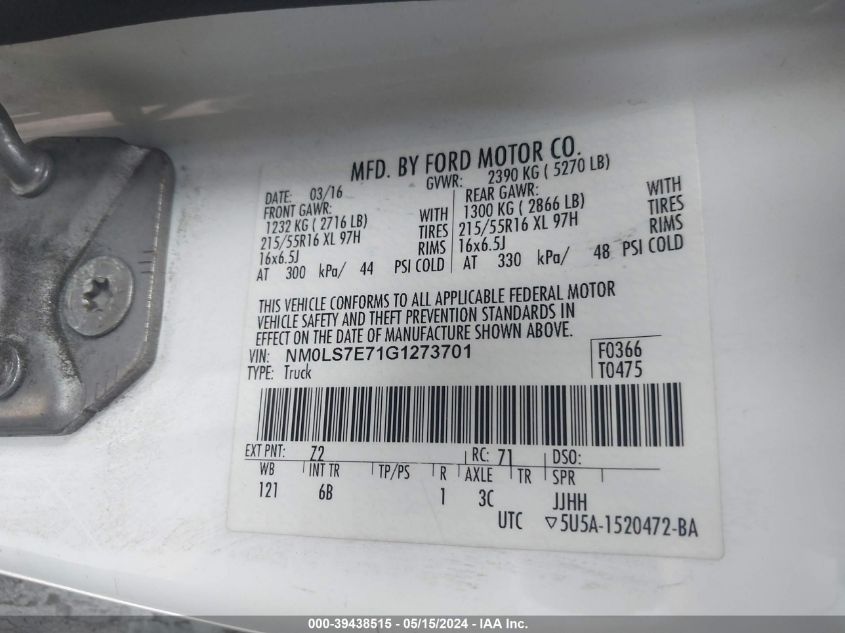 MFD. BY FORD MOTOR CO.
DATE: 03/16 GVWR: 2390 KG ( 5270 LB)
FRONT GAWR: REAR GAWR:
1232 KG ( 2716 LB) WITH 1300 KG ( 2866 LB) WITH
215/55R16 XL 97H TIRES 215/55R16 XL 97H TIRES
16x6.5J RIMS 16x6.5J RIMS
AT 300 kPa/ 44 PSI COLD AT 330 kPa/ 48 PSI COLD
THIS VEHICLE CONFORMS TO ALL APPLICABLE FEDERAL MOTOR
VEHICLE SAFETY AND THEFT PREVENTION STANDARDS IN
EFFECT ON THE DATE OF MANUFACTURE SHOWN ABOVE.
VIN: NM0LS7E71G1273701 F0366
TYPE: Truck T0475
EXT PNT: Z2 RC: 71 DSO:
WB INT TR TP/PS R AXLE TR SPR
121 6B 1 3C JJHH
UTC ▽5U5A-1520472-BA
000-39438515 - 05/15/2024 - IAA Inc.